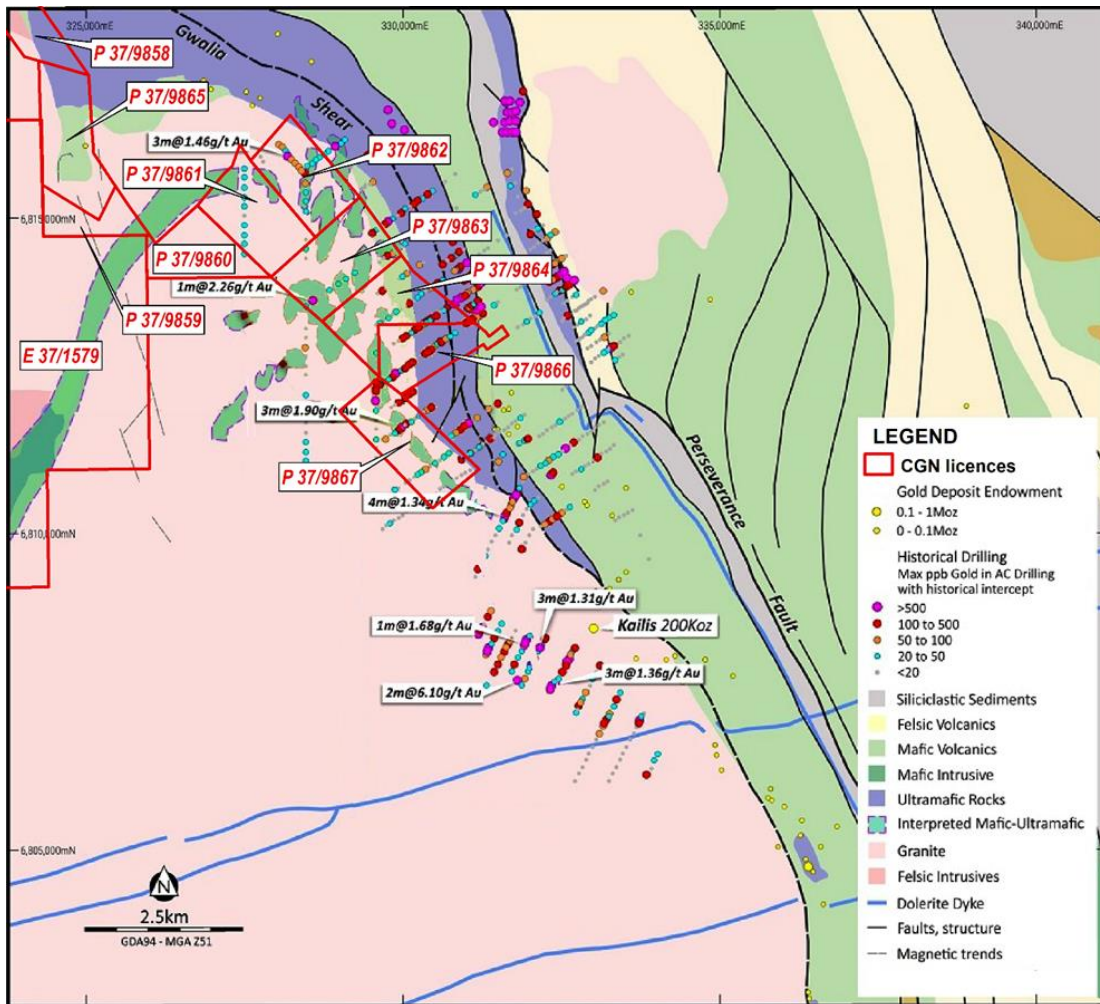 325,000mE
330,000mE
335,000mE
340,000mE
P 37/9858
Gwalia
Shear
P 37/9865
3m@1.46g/t Au
P 37/9862
P 37/9861
6,815,000mN
P 37/9863
P 37/9860
P 37/9864
1m@2.26g/t Au
P 37/9859
E 37/1579
P 37/9866
3m@1.90g/t Au
P 37/9867
4m@1.34g/t Au
Perseverance
Fault
6,810,000mN
3m@1.31g/t Au
1m@1.68g/t Au
Kailis 200Koz
2m@6.10g/t Au
3m@1.36g/t Au
6,805,000mN
N
2.5km
GDA94 - MGA Z51
LEGEND
CGN licences
Gold Deposit Endowment
0.1 - 1Moz
0 - 0.1Moz
Historical Drilling
Max ppb Gold in AC Drilling
with historical intercept
>500
100 to 500
50 to 100
20 to 50
<20
Siliciclastic Sediments
Felsic Volcanics
Mafic Volcanics
Mafic Intrusive
Ultramafic Rocks
Interpreted Mafic-Ultramafic
Granite
Felsic Intrusives
Dolerite Dyke
Faults, structure
Magnetic trends